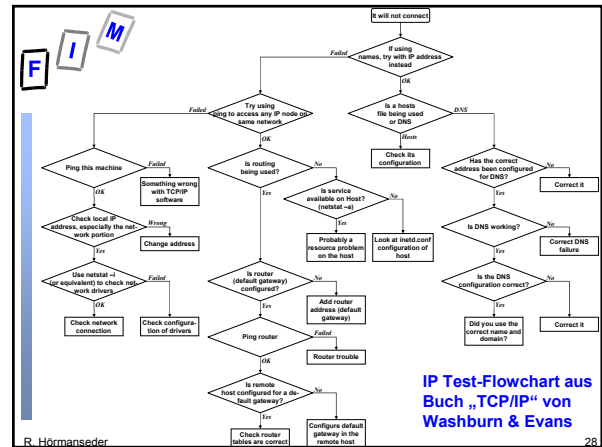 F I M
It will not connect
If using
names, try with IP address
instead
Failed
OK
Try using
ping to access any IP node on
same network
Failed
OK
Is a hosts
file being used
or DNS
DNS
Hosts
Check its
configuration
Ping this machine
Failed
OK
Something wrong
with TCP/IP
software
Is routing
being used?
No
Yes
Has the correct
address been configured
for DNS?
No
Yes
Correct it
Is service
available on Host?
(netstat –a)
No
Yes
Check local IP
address, especially the net-
work portion
Wrong
Yes
Change address
Probably a
resource problem
on the host
Look at inetd.conf
configuration of
host
Is DNS working?
No
Yes
Correct DNS
failure
Use netstat –i
(or equivalent) to check net-
work drivers
Failed
OK
Is router
(default gateway)
configured?
No
Yes
Add router
address (default
gateway)
Is the DNS
configuration correct?
No
Yes
Check network
connection
Check configura-
tion of drivers
Did you use the
correct name and
domain?
Correct it
Ping router
Failed
OK
Router trouble
Is remote
host configured for a de-
fault gateway?
No
Yes
Check router
tables are correct
Configure default
gateway in the
remote host
IP Test-Flowchart aus
Buch „TCP/IP" von
Washburn & Evans
R. Hörmanseder
28